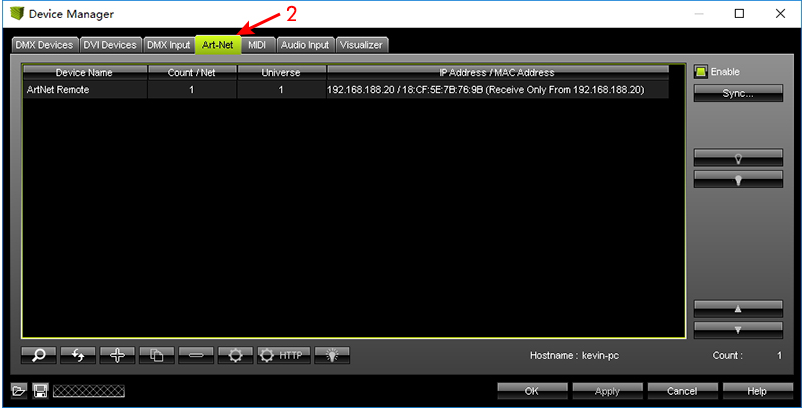 Device Manager
2
DMX Devices DVI Devices DMX Input Art-Net MIDI Audio Input Visualizer
Device Name Count / Net Universe IP Address / MAC Address
ArtNet Remote 1 1 192.168.188.20 / 18:CF:5E:7B:76:9B (Receive Only From 192.168.188.20)
Enable
Sync...
HTTP
Hostname : kevin-pc Count : 1
OK Apply Cancel Help